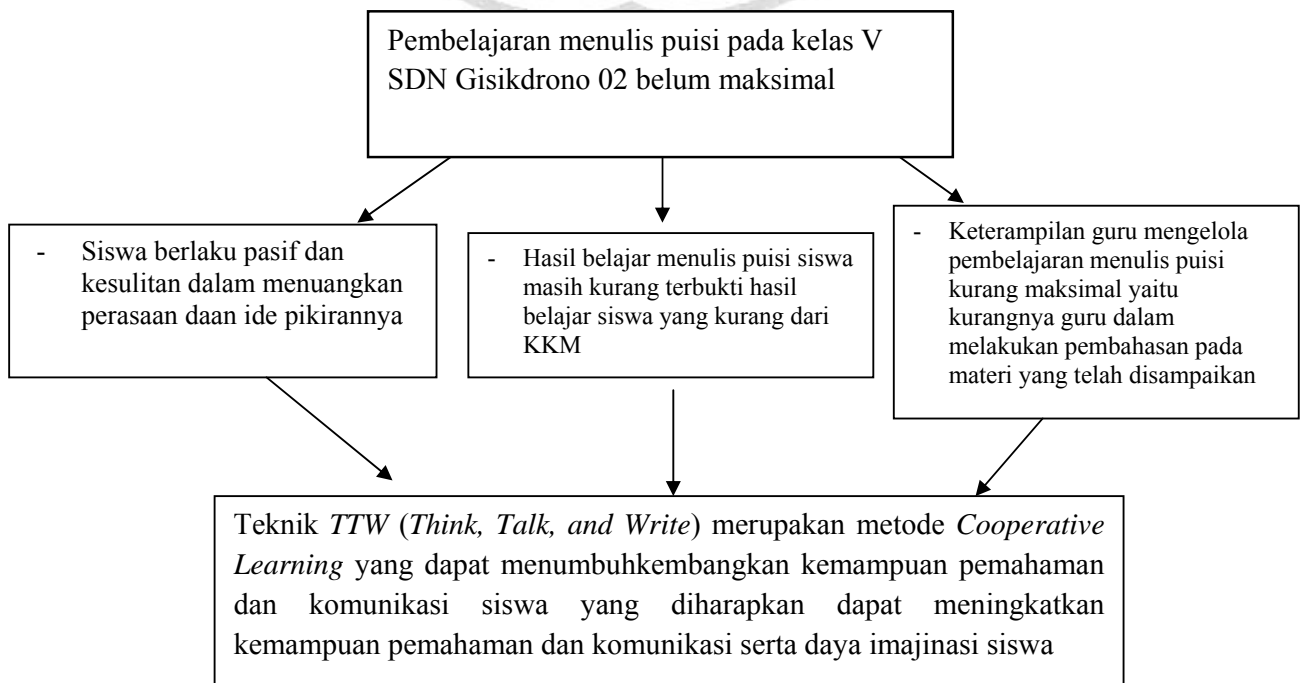 Pembelajaran menulis puisi pada kelas V
SDN Gisikdrono 02 belum maksimal
- Siswa berlaku pasif dan
kesulitan dalam menuangkan
perasaan daan ide pikirannya
- Hasil belajar menulis puisi siswa
masih kurang terbukti hasil
belajar siswa yang kurang dari
KKM
- Keterampilan guru mengelola
pembelajaran menulis puisi
kurang maksimal yaitu
kurangnya guru dalam
melakukan pembahasan pada
materi yang telah disampaikan
Teknik TTW (Think, Talk, and Write) merupakan metode Cooperative
Learning yang dapat menumbuhkembangkan kemampuan pemahaman
dan komunikasi siswa yang diharapkan dapat meningkatkan
kemampuan pemahaman dan komunikasi serta daya imajinasi siswa